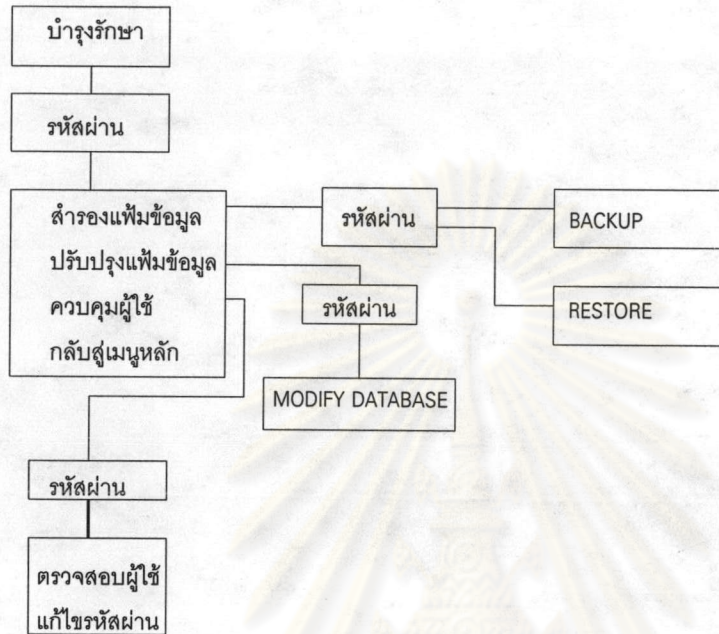 บำรุงรักษา
รหัสผ่าน
สำรองแฟ้มข้อมูล
ปรับปรุงแฟ้มข้อมูล
ควบคุมผู้ใช้
กลับสู่เมนูหลัก
รหัสผ่าน
BACKUP
RESTORE
รหัสผ่าน
MODIFY DATABASE
รหัสผ่าน
ตรวจสอบผู้ใช้
แก้ไขรหัสผ่าน